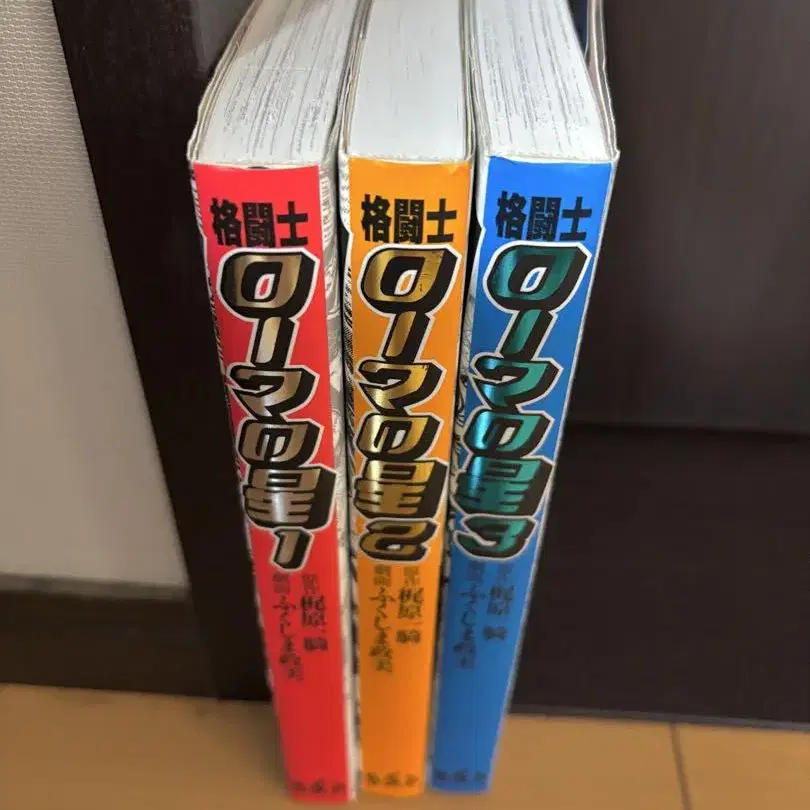 格闘士
ローマの星1
原作 梶原一騎
劇画 ふくしま政美
格闘士
ローマの星2
原作 梶原一騎
劇画 ふくしま政美
格闘士
ローマの星3
原作 梶原一騎
劇画 ふくしま政美